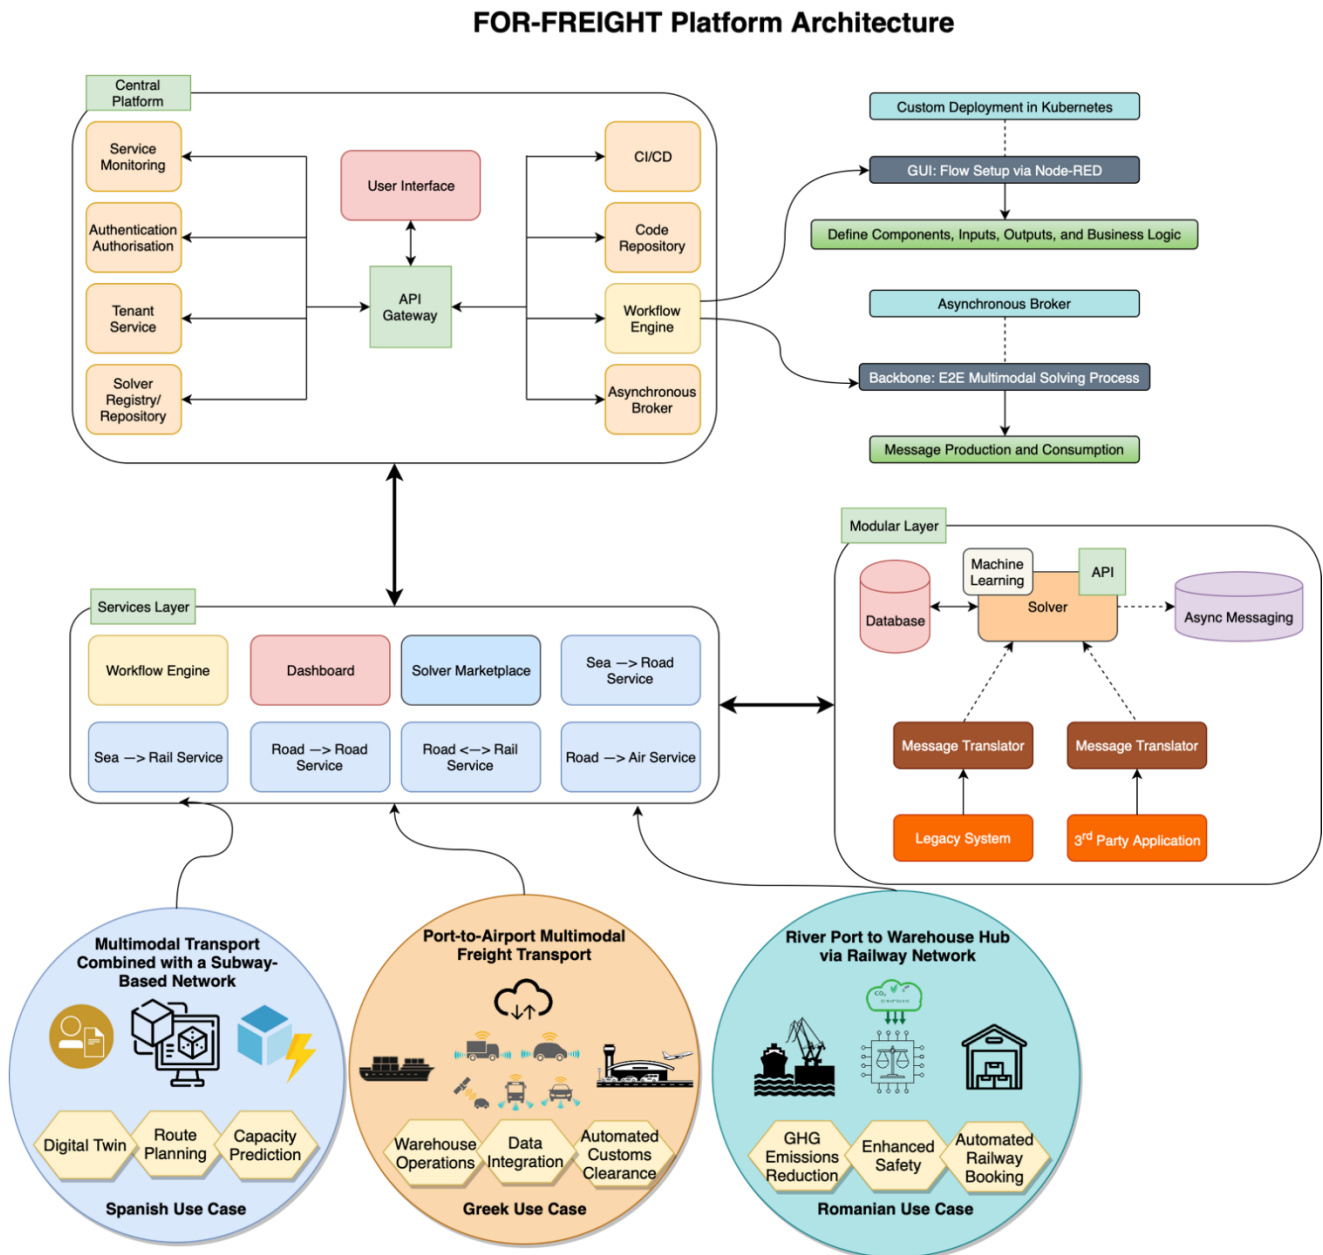 FOR-FREIGHT Platform Architecture
Central
Platform
Service
Monitoring
Authentication
Authorisation
Tenant
Service
Solver
Registry/
Repository
User Interface
API
Gateway
CI/CD
Code
Repository
Workflow
Engine
Asynchronous
Broker
Custom Deployment in Kubernetes
GUI: Flow Setup via Node-RED
Define Components, Inputs, Outputs, and Business Logic
Asynchronous Broker
Backbone: E2E Multimodal Solving Process
Message Production and Consumption
Services Layer
Workflow Engine
Dashboard
Solver Marketplace
Sea —> Road
Service
Sea —> Rail Service
Road —> Road
Service
Road <—> Rail
Service
Road —> Air Service
Modular Layer
Database
Machine
Learning
API
Solver
Async Messaging
Message Translator
Message Translator
Legacy System
3rd Party Application
Multimodal Transport
Combined with a Subway-
Based Network
Digital Twin
Route
Planning
Capacity
Prediction
Spanish Use Case
Port-to-Airport Multimodal
Freight Transport
Warehouse
Operations
Data
Integration
Automated
Customs
Clearance
Greek Use Case
River Port to Warehouse Hub
via Railway Network
CO₂
GHG
Emissions
Reduction
Enhanced
Safety
Automated
Railway
Booking
Romanian Use Case